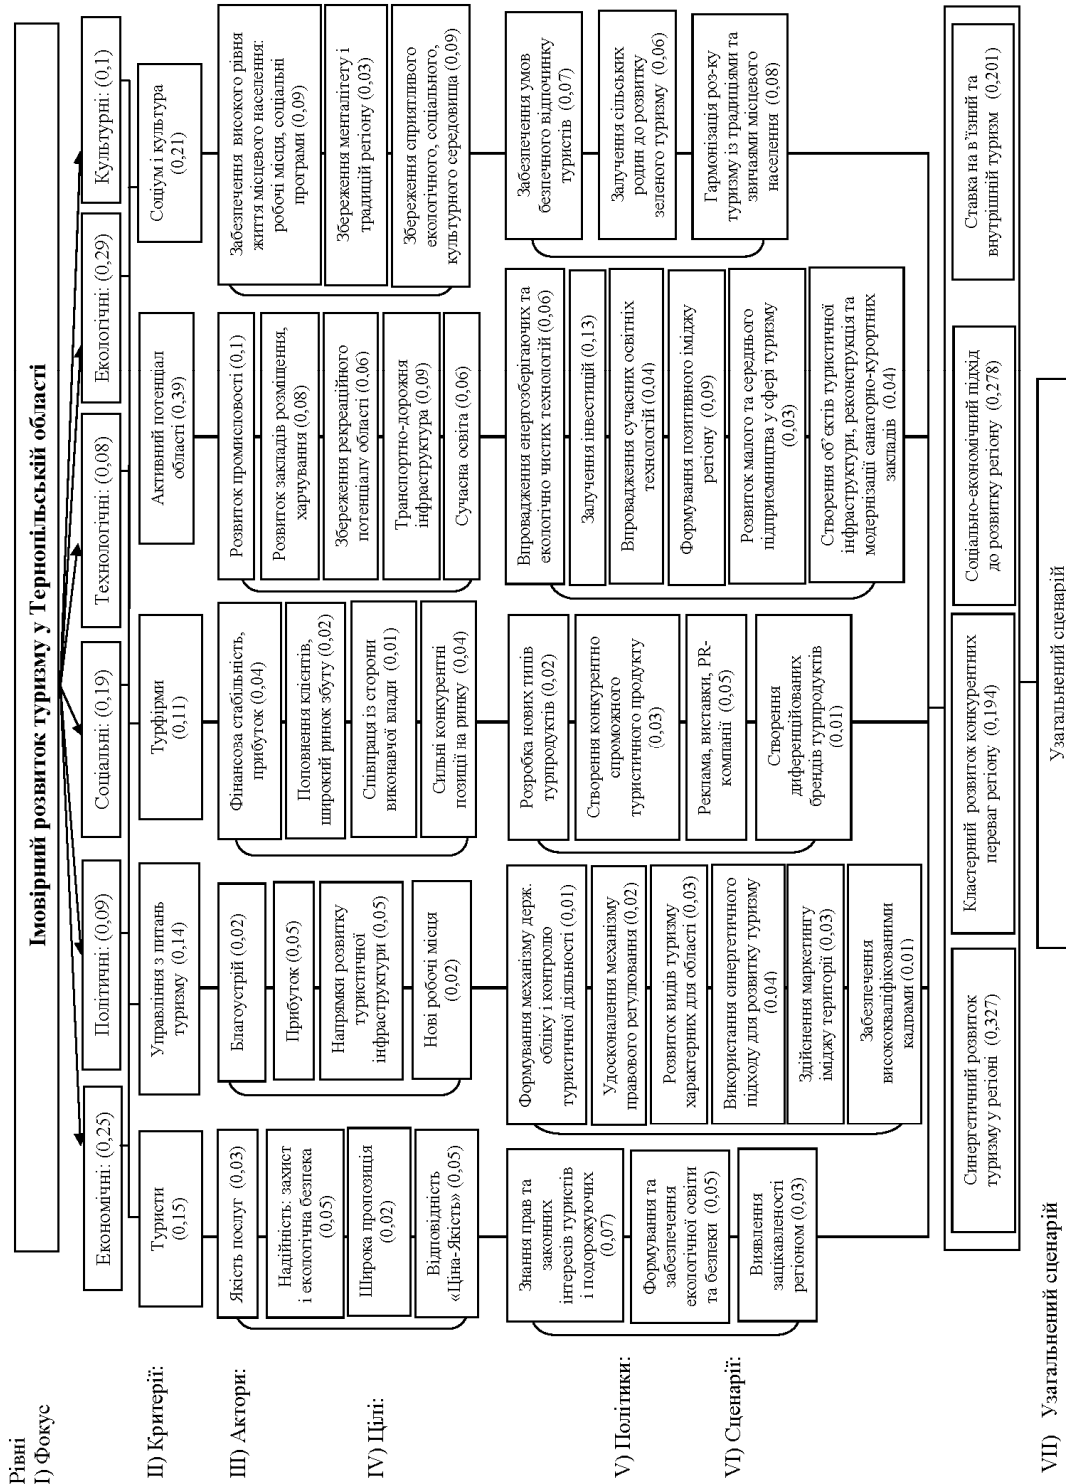 Рівні
I) Фокус
Імовірний розвиток туризму у Тернопільській області
II) Критерії:
Економічні: (0,25)
Політичні: (0,09)
Соціальні: (0,19)
Технологічні: (0,08)
Екологічні: (0,29)
Культурні: (0,1)
III) Актори:
Туристи
(0,15)
Управління з питань
туризму (0,14)
Турфірми
(0,11)
Активний потенціал
області (0,39)
Соціум і культура
(0,21)
IV) Цілі:
Якість послуг (0,03)
Надійність: захист
і екологічна безпека
(0,05)
Широка пропозиція
(0,02)
Відповідність
«Ціна-Якість» (0,05)
Благоустрій (0,02)
Прибуток (0,05)
Напрямки розвитку
туристичної
інфраструктури (0,05)
Нові робочі місця
(0,02)
Фінансова стабільність,
прибуток (0,04)
Поповнення клієнтів,
широкий ринок збуту (0,02)
Співпраця із сторони
виконавчої влади (0,01)
Сильні конкурентні
позиції на ринку (0,04)
Розвиток промисловості (0,1)
Розвиток закладів розміщення,
харчування (0,08)
Збереження рекреаційного
потенціалу області (0,06)
Транспортно-дорожня
інфраструктура (0,09)
Сучасна освіта (0,06)
Забезпечення високого рівня
життя місцевого населення:
робочі місця, соціальні
програми (0,09)
Збереження менталітету і
традицій регіону (0,03)
Збереження сприятливого
екологічного, соціального,
культурного середовища (0,09)
V) Політики:
Знання прав та
законних
інтересів туристів
і подорожуючих
(0,07)
Формування та
забезпечення
екологічної освіти
та безпеки (0,05)
Виявлення
зацікавленості
регіоном (0,03)
Формування механізму держ.
обліку і контролю
туристичної діяльності (0,01)
Удосконалення механізму
правового регулювання (0,02)
Розвиток видів туризму
характерних для області (0,03)
Використання синергетичного
підходу для розвитку туризму
(0.04)
Здійснення маркетингу
іміджу території (0,03)
Забезпечення
висококваліфікованими
кадрами (0.01)
Розробка нових типів
турпродуктів (0,02)
Створення конкурентно
спроможного
туристичного продукту
(0,03)
Реклама, виставки, PR-
компанії (0,05)
Створення
диференційованих
брендів турпродуктів
(0,01)
Впровадження енергозберігаючих та
екологічно чистих технологій (0,06)
Залучення інвестицій (0,13)
Впровадження сучасних освітніх
технологій (0,04)
Формування позитивного іміджу
регіону (0,09)
Розвиток малого та середнього
підприємництва у сфері туризму
(0,03)
Створення об’єктів туристичної
інфраструктури, реконструкія та
модернізації санаторно-курортних
закладів (0.04)
Забезпечення умов
безпечного відпочинку
туристів (0,07)
Залучення сільських
родин до розвитку
зеленого туризму (0,06)
Гармонізація роз-ку
туризму із традиціями та
звичаями місцевого
населення (0,08)
VI) Сценарії:
Синергетичний розвиток
туризму у регіоні (0,327)
Кластерний розвиток конкурентних
переваг регіону (0,194)
Соціально-економічний підхід
до розвитку регіону (0,278)
Ставка на в’їзний та
внутрішній туризм (0,201)
VII) Узагальнений сценарій
Узагальнений сценарій